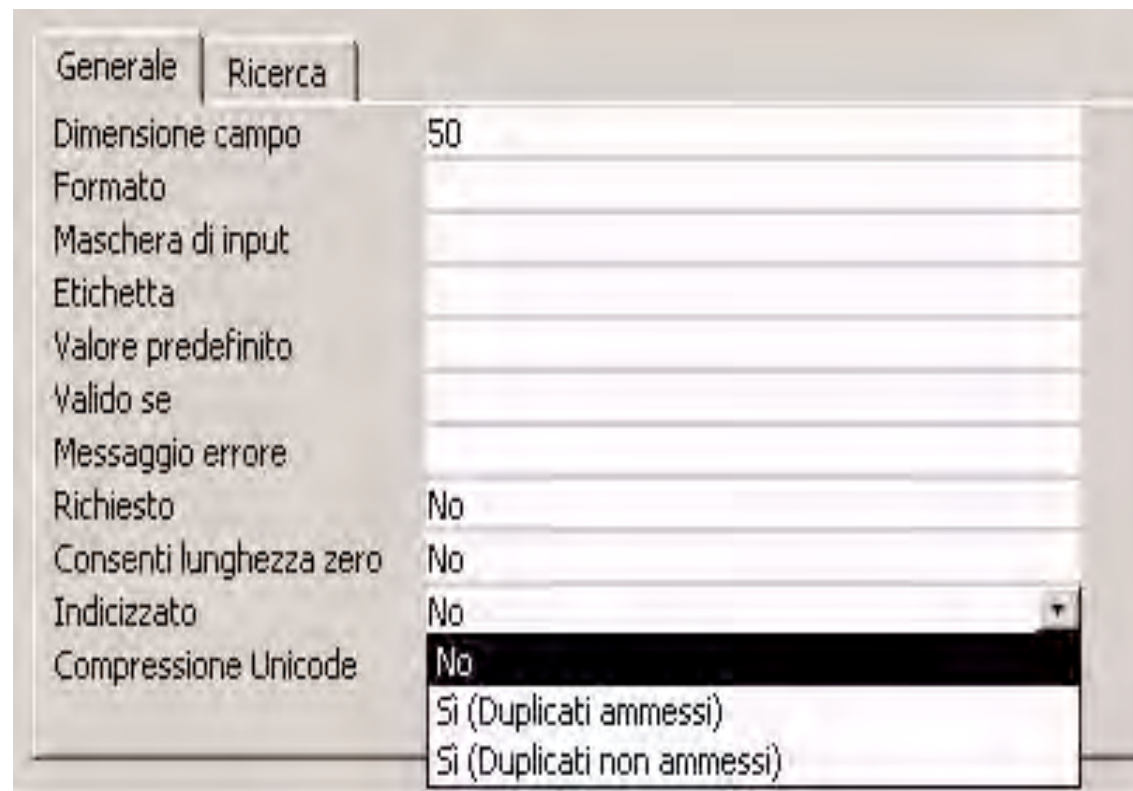 Generale Ricerca
Dimensione campo 50
Formato
Maschera di input
Etichetta
Valore predefinito
Valido se
Messaggio errore
Richiesto No
Consenti lunghezza zero No
Indicizzato No
Compressione Unicode No
Sì (Duplicati ammessi)
Sì (Duplicati non ammessi)